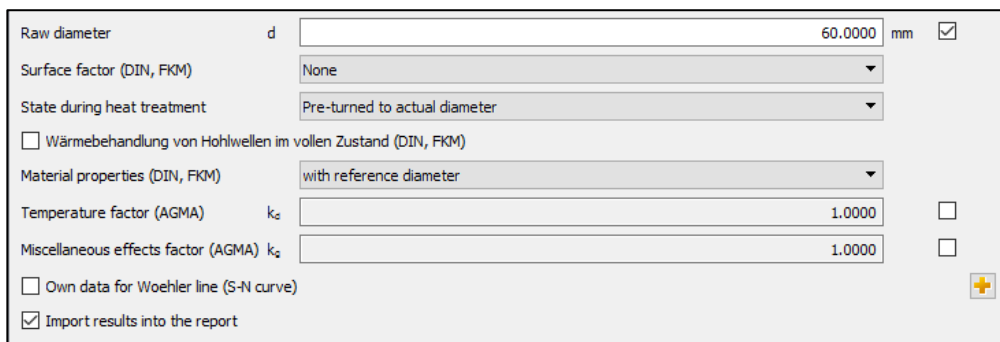 Raw diameter d 60.0000 mm
Surface factor (DIN, FKM) None
State during heat treatment Pre-turned to actual diameter
Wärmebehandlung von Hohlwellen im vollen Zustand (DIN, FKM)
Material properties (DIN, FKM) with reference diameter
Temperature factor (AGMA) kd 1.0000
Miscellaneous effects factor (AGMA) kg 1.0000
Own data for Woehler line (S-N curve)
Import results into the report